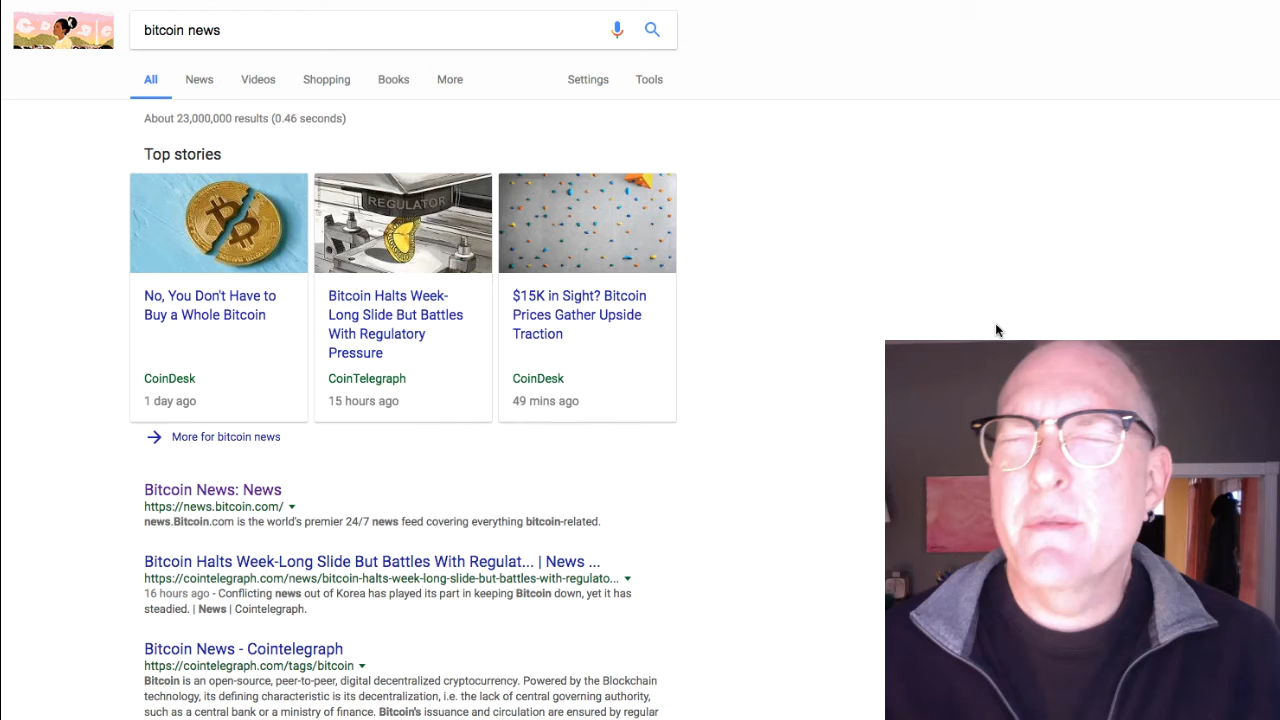 bitcoin news
All News Videos Shopping Books More Settings Tools
About 23,000,000 results (0.46 seconds)
Top stories
REGULATOR
No, You Don't Have to
Buy a Whole Bitcoin
CoinDesk
1 day ago
Bitcoin Halts Week-
Long Slide But Battles
With Regulatory
Pressure
CoinTelegraph
15 hours ago
$15K in Sight? Bitcoin
Prices Gather Upside
Traction
CoinDesk
49 mins ago
More for bitcoin news
Bitcoin News: News
https://news.bitcoin.com/
news.Bitcoin.com is the world's premier 24/7 news feed covering everything bitcoin-related.
Bitcoin Halts Week-Long Slide But Battles With Regulat... | News ...
https://cointelegraph.com/news/bitcoin-halts-week-long-slide-but-battles-with-regulato...
16 hours ago - Conflicting news out of Korea has played its part in keeping Bitcoin down, yet it has
steadied. | News | Cointelegraph.
Bitcoin News - Cointelegraph
https://cointelegraph.com/tags/bitcoin
Bitcoin is an open-source, peer-to-peer, digital decentralized cryptocurrency. Powered by the Blockchain
technology, its defining characteristic is its decentralization, i.e. the lack of central governing authority,
such as a central bank or a ministry of finance. Bitcoin's issuance and circulation are ensured by regular